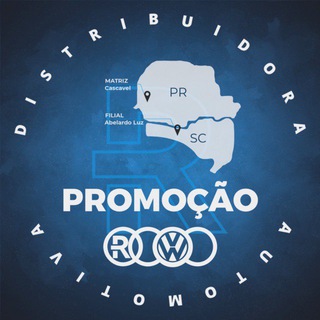 DISTRIBUIDORA
MATRIZ
Cascavel
PR
FILIAL
Abelardo Luz
SC
R
PROMOÇÃO
R
W
AUTOMOTIVA